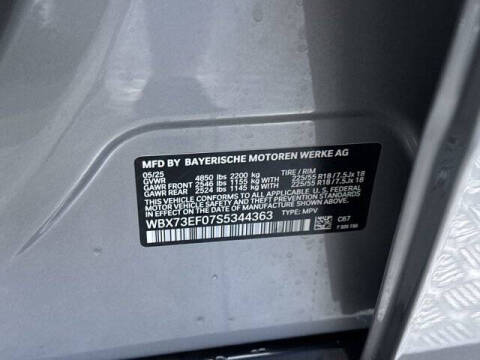 MFD BY BAYERISCHE MOTOREN WERKE AG
05/25 TIRE / RIM
GVWR 4850 lbs 2200 kg
GAWR FRONT 2546 lbs 1155 kg WITH 225/55 R18 /7.5Jx 18
GAWR REAR 2524 lbs 1145 kg WITH 225/55 R18 /7.5Jx 18
THIS VEHICLE CONFORMS TO ALL APPLICABLE U.S. FEDERAL
MOTOR VEHICLE SAFETY, BUMPER AND THEFT PREVENTION
STANDARDS IN EFFECT ON THE DATE OF MANUFACTURE SHOWN ABOVE.
WBX73EF07S5344363 TYPE: MPV
C67